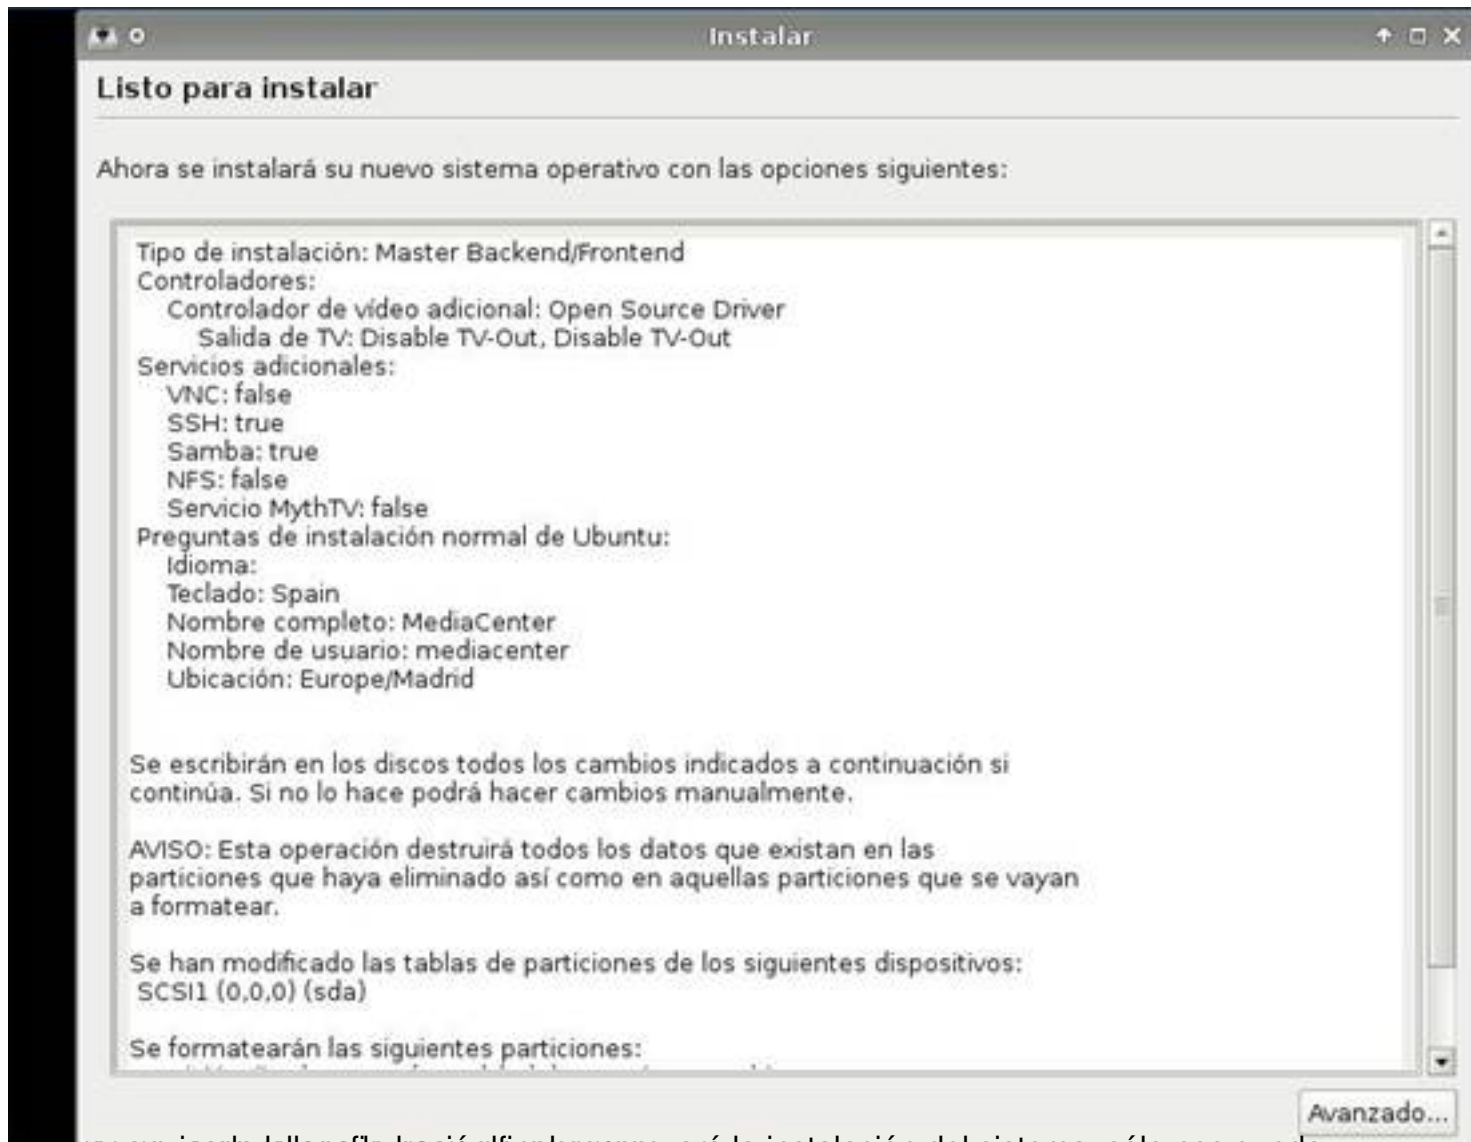 Instalar
Listo para instalar
Ahora se instalará su nuevo sistema operativo con las opciones siguientes:
Tipo de instalación: Master Backend/Frontend
Controladores:
Controlador de vídeo adicional: Open Source Driver
Salida de TV: Disable TV-Out, Disable TV-Out
Servicios adicionales:
VNC: false
SSH: true
Samba: true
NFS: false
Servicio MythTV: false
Preguntas de instalación normal de Ubuntu:
Idioma:
Teclado: Spain
Nombre completo: MediaCenter
Nombre de usuario: mediacenter
Ubicación: Europe/Madrid
Se escribirán en los discos todos los cambios indicados a continuación si
continúa. Si no lo hace podrá hacer cambios manualmente.
AVISO: Esta operación destruirá todos los datos que existan en las
particiones que haya eliminado así como en aquellas particiones que se vayan
a formatear.
Se han modificado las tablas de particiones de los siguientes dispositivos:
SCSI1 (0,0,0) (sda)
Se formatearán las siguientes particiones:
Avanzado...
instalación del sistema